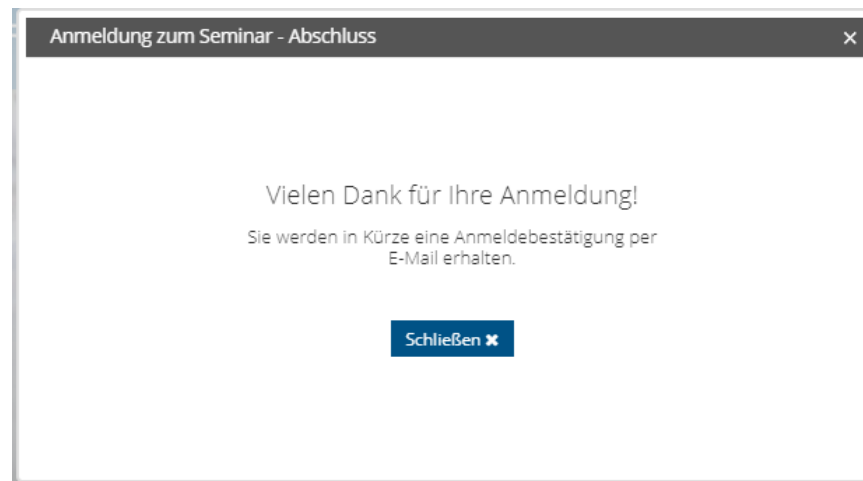 Anmeldung zum Seminar - Abschluss
Vielen Dank für Ihre Anmeldung!
Sie werden in Kürze eine Anmeldebestätigung per
E-Mail erhalten.
Schließen